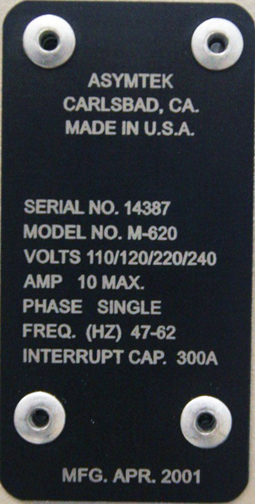 ASYMTEK
CARLSBAD, CA.
MADE IN U.S.A.
SERIAL NO. 14387
MODEL NO. M-620
VOLTS 110/120/220/240
AMP 10 MAX.
PHASE SINGLE
FREQ. (HZ) 47-62
INTERRUPT CAP. 300A
MFG. APR. 2001